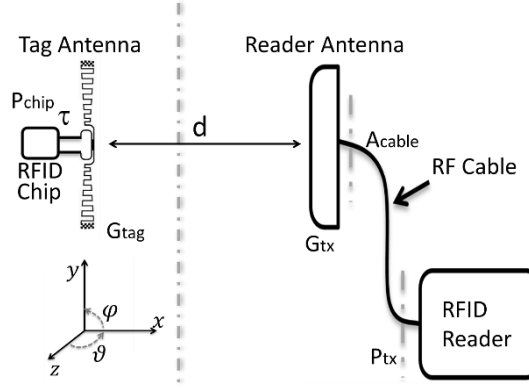 Tag Antenna
Reader Antenna
Pchip
τ
d
Acable
RFID
Chip
RF Cable
Gtag
Gtx
y
φ
x
RFID
Reader
z
ϑ
Ptx